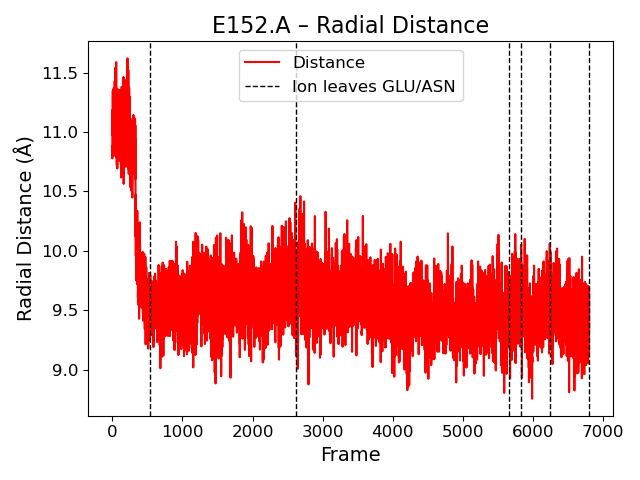 E152.A – Radial Distance
Distance
Ion leaves GLU/ASN
Radial Distance (Å)
11.5
11.0
10.5
10.0
9.5
9.0
0 1000 2000 3000 4000 5000 6000 7000
Frame